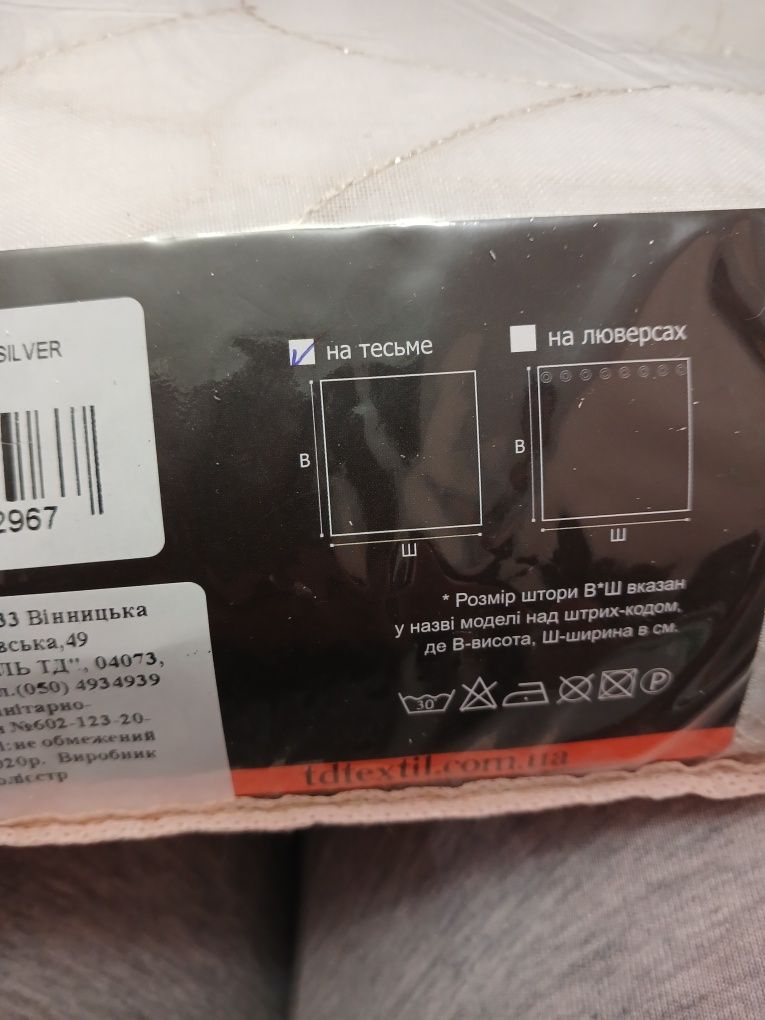 SILVER
2967
на тесьме
на люверсах
В
Ш
В
Ш
* Розмір штори В*Ш вказан
у назві моделі над штрих-кодом,
де В-висота, Ш-ширина в см.
30
P
33 Вінницька
вська,49
ЛЬ ТД"., 04073,
л.(050) 4934939
анітарно-
№602-123-20-
:не обмежений
020р. Виробник
оліестр
tdtextil.com.ua